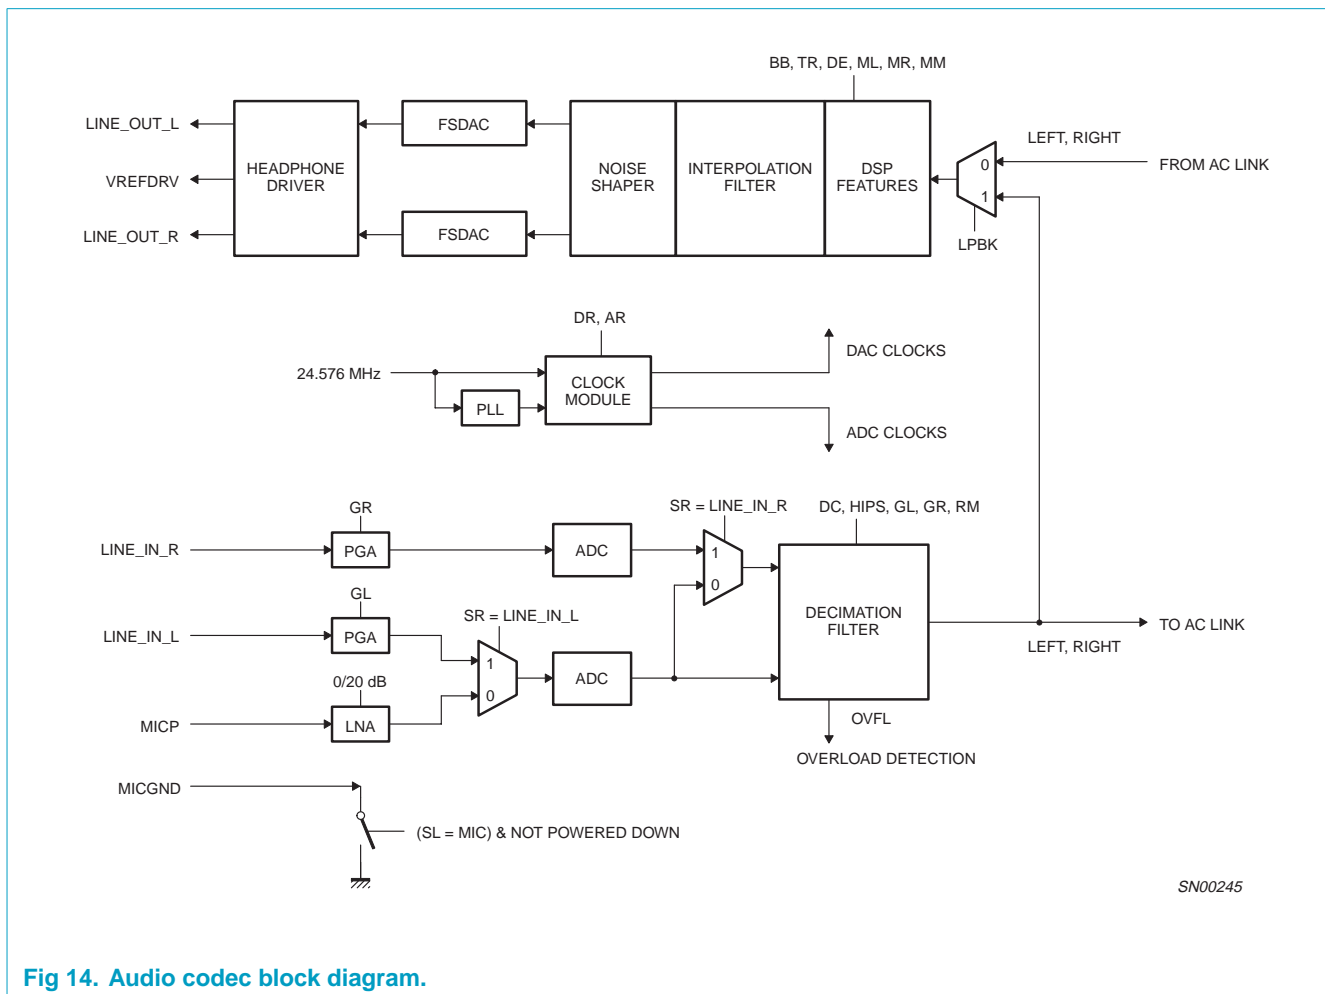 BB, TR, DE, ML, MR, MM
LINE_OUT_L
VREFDRV
LINE_OUT_R
HEADPHONE
DRIVER
FSDAC
FSDAC
NOISE
SHAPER
INTERPOLATION
FILTER
DSP
FEATURES
0
1
LPBK
LEFT, RIGHT
FROM AC LINK
DR, AR
24.576 MHz
PLL
CLOCK
MODULE
DAC CLOCKS
ADC CLOCKS
GR
LINE_IN_R
PGA
ADC
SR = LINE_IN_R
1
0
DC, HIPS, GL, GR, RM
GL
LINE_IN_L
PGA
SR = LINE_IN_L
1
0
ADC
DECIMATION
FILTER
TO AC LINK
LEFT, RIGHT
0/20 dB
MICP
LNA
OVFL
OVERLOAD DETECTION
MICGND
(SL = MIC) & NOT POWERED DOWN
SN00245
Fig 14. Audio codec block diagram.